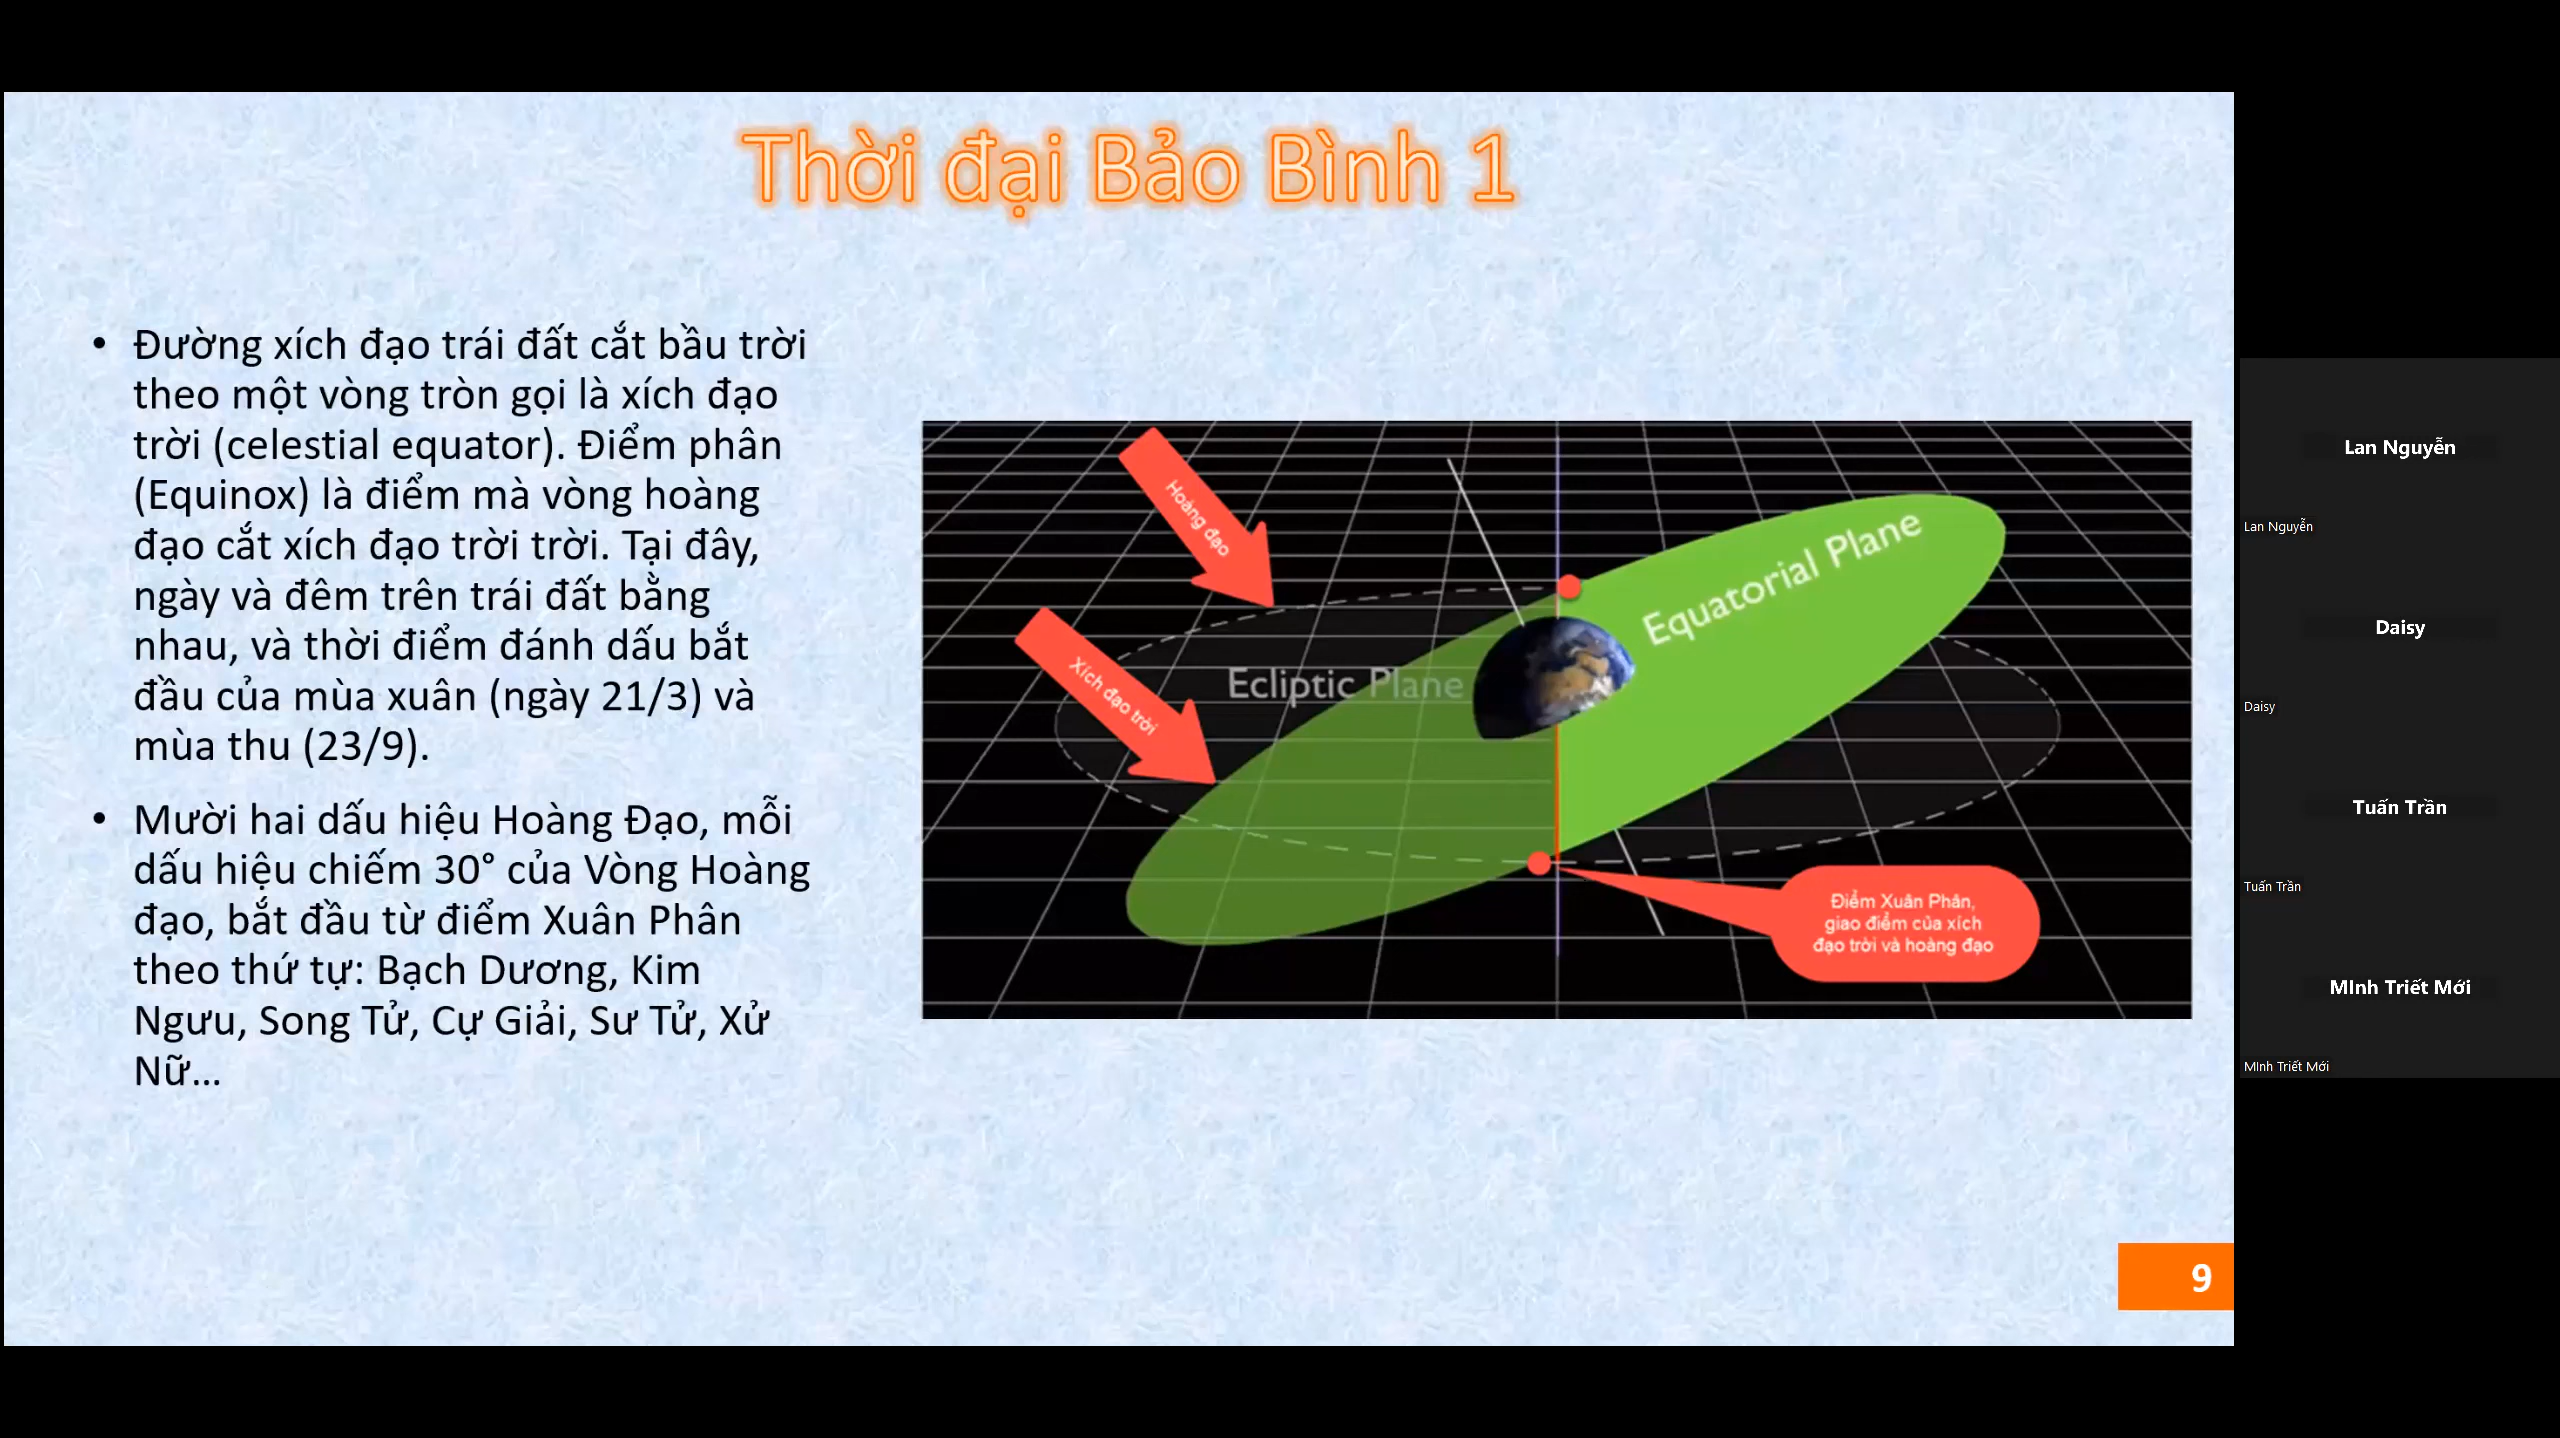 Thời đại Bảo Bình 1
• Đường xích đạo trái đất cắt bầu trời
theo một vòng tròn gọi là xích đạo
trời (celestial equator). Điểm phân
(Equinox) là điểm mà vòng hoàng
đạo cắt xích đạo trời trời. Tại đây,
ngày và đêm trên trái đất bằng
nhau, và thời điểm đánh dấu bắt
đầu của mùa xuân (ngày 21/3) và
mùa thu (23/9).
• Mười hai dấu hiệu Hoàng Đạo, mỗi
dấu hiệu chiếm 30° của Vòng Hoàng
đạo, bắt đầu từ điểm Xuân Phân
theo thứ tự: Bạch Dương, Kim
Ngưu, Song Tử, Cự Giải, Sư Tử, Xử
Nữ...
Hoàng đạo
Xích đạo trời
Ecliptic Plane
Equatorial Plane
Điểm Xuân Phân,
giao điểm của xích
đạo trời và hoàng đạo
9
Lan Nguyễn
Lan Nguyễn
Daisy
Daisy
Tuấn Trần
Tuấn Trần
MInh Triết Mới
MInh Triết Mới